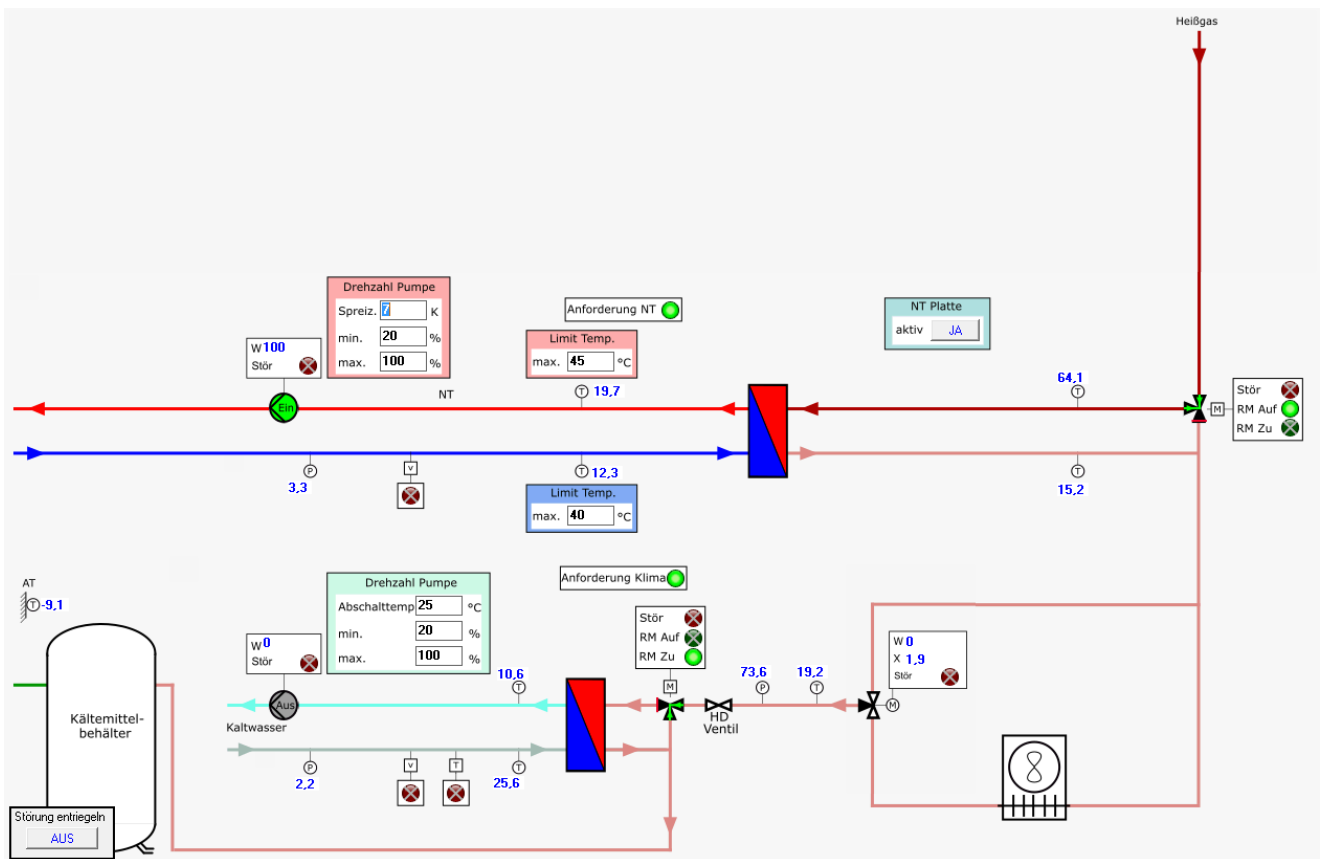 Heißgas
Drehzahl Pumpe
Spreiz. 7 K
min. 20 %
max. 100 %
Anforderung NT
NT Platte
aktiv JA
Limit Temp.
max. 45 °C
W 100
Stör
Ein
NT
T 19,7
64,1
T
M
Stör
RM Auf
RM Zu
P
3,3
v
T 12,3
T
15,2
Limit Temp.
max. 40 °C
AT
T -9,1
Drehzahl Pumpe
Abschalttemp 25 °C
min. 20 %
max. 100 %
Anforderung Klima
Stör
RM Auf
RM Zu
M
W 0
Stör
Aus
Kaltwasser
10,6
T
73,6
P
19,2
T
W 0
X 1,9
Stör
M
HD
Ventil
P
2,2
v
T
T
25,6
Kältemittel-
behälter
Störung entriegeln
AUS